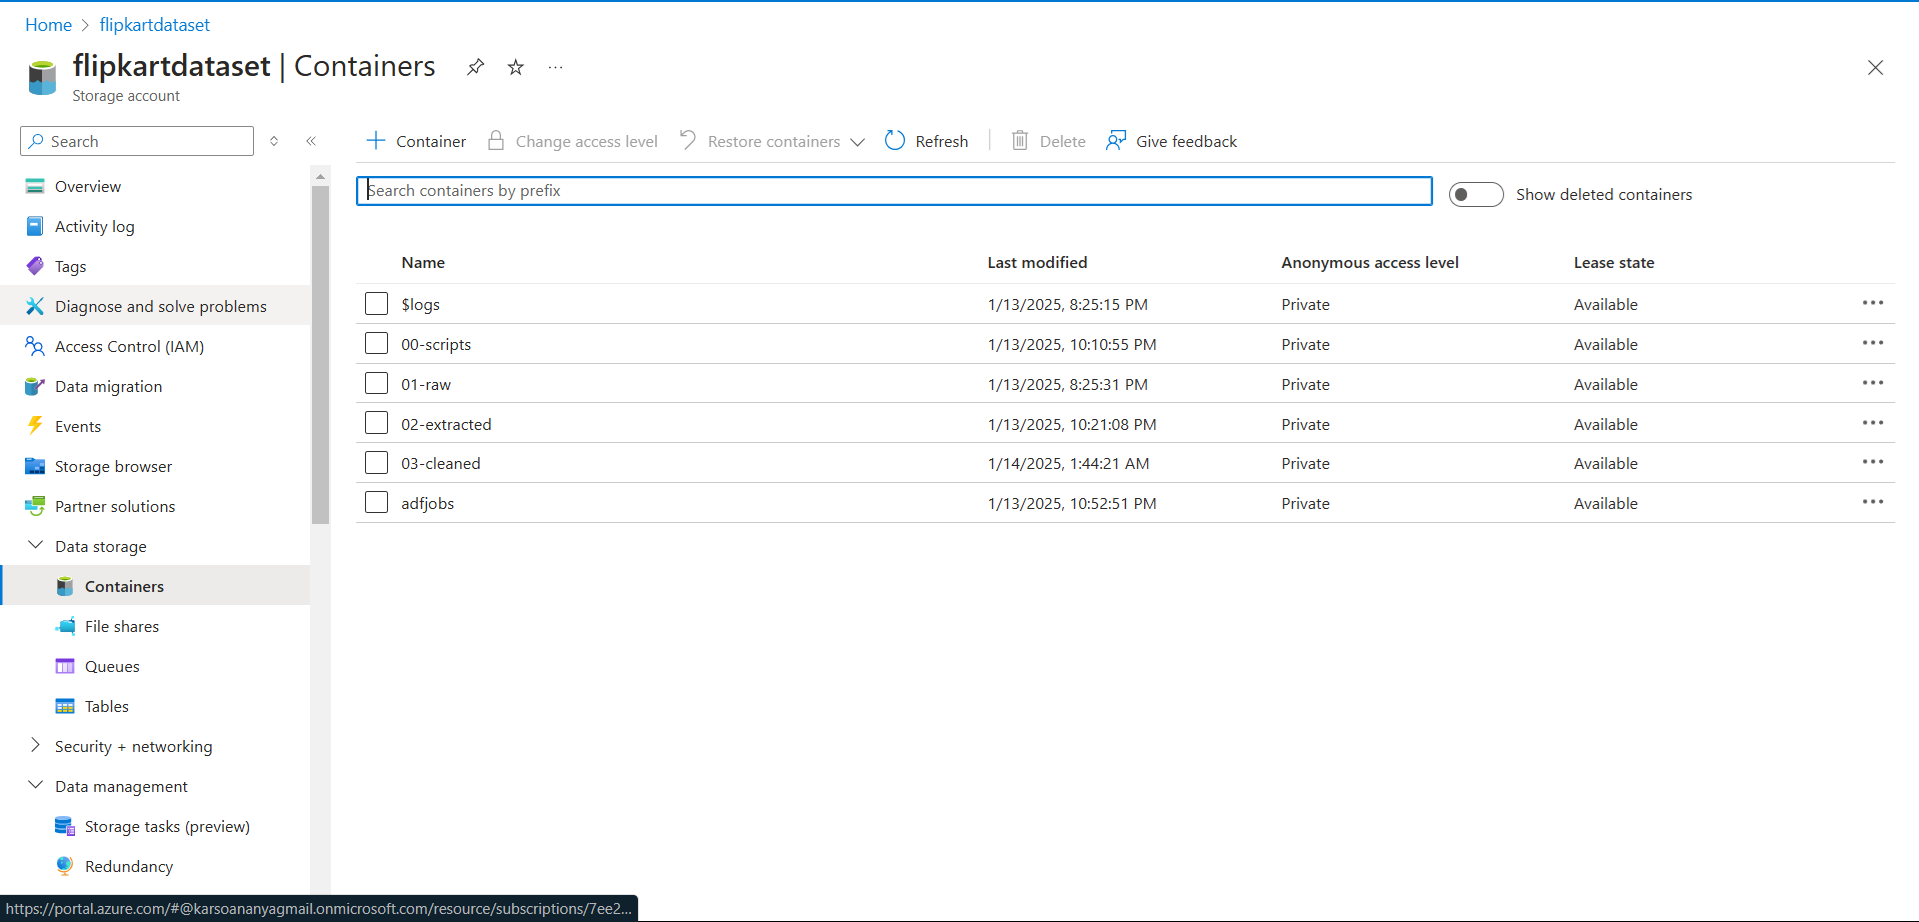 Home > flipkartdataset
flipkartdataset | Containers ...
Storage account
Search
Overview
Activity log
Tags
Diagnose and solve problems
Access Control (IAM)
Data migration
Events
Storage browser
Partner solutions
Data storage
Containers
File shares
Queues
Tables
Security + networking
Data management
Storage tasks (preview)
Redundancy
Container Change access level Restore containers Refresh Delete Give feedback
Search containers by prefix Show deleted containers
Name Last modified Anonymous access level Lease state
$logs 1/13/2025, 8:25:15 PM Private Available ...
00-scripts 1/13/2025, 10:10:55 PM Private Available ...
01-raw 1/13/2025, 8:25:31 PM Private Available ...
02-extracted 1/13/2025, 10:21:08 PM Private Available ...
03-cleaned 1/14/2025, 1:44:21 AM Private Available ...
adfjobs 1/13/2025, 10:52:51 PM Private Available ...
https://portal.azure.com/#@karsoananyagmail.onmicrosoft.com/resource/subscriptions/7ee2...